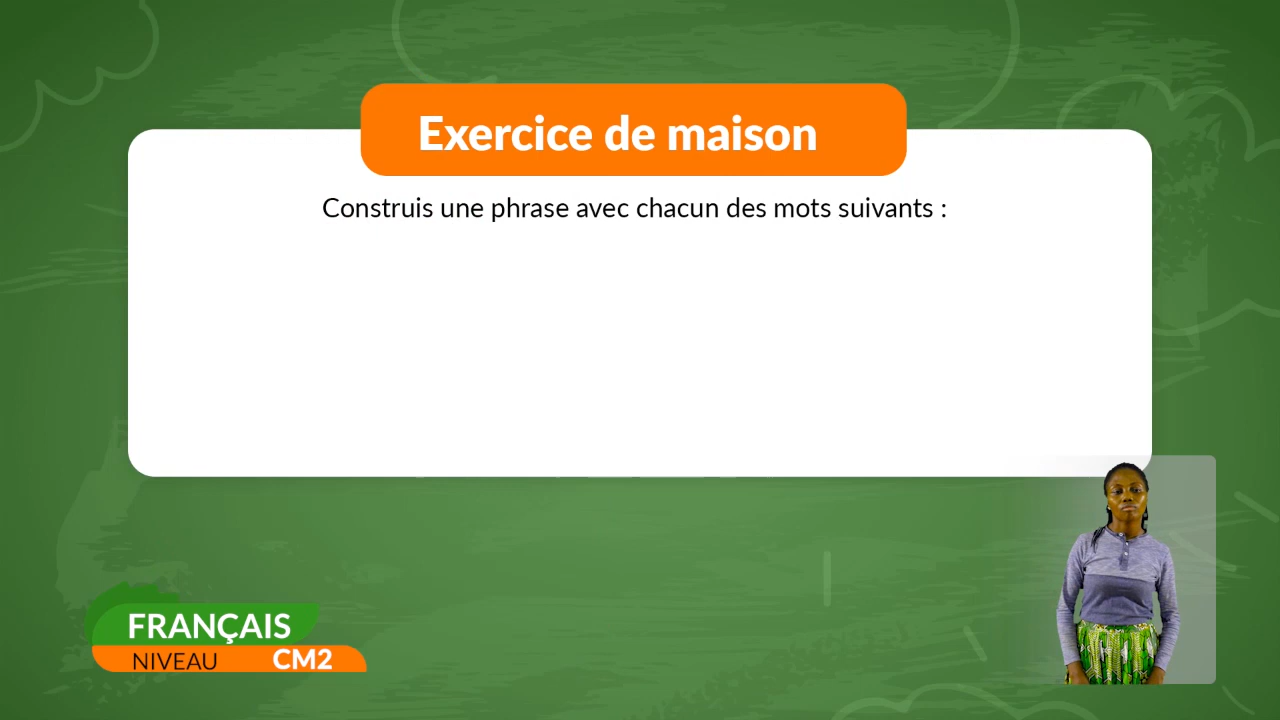 Exercice de maison
Construis une phrase avec chacun des mots suivants :
FRANÇAIS
NIVEAU CM2